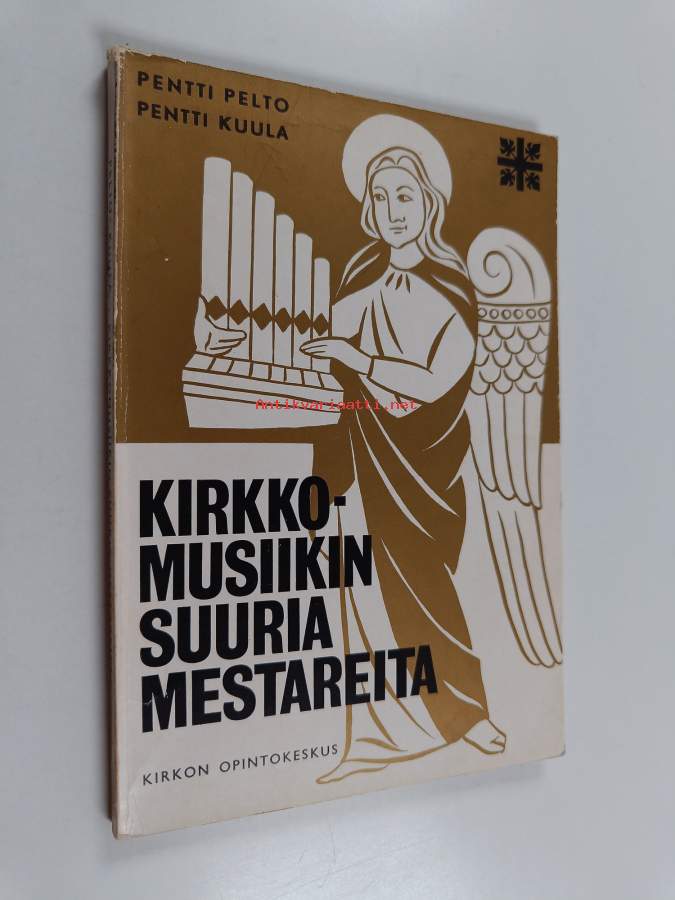 PENTTI PELTO
PENTTI KUULA
Antikvariaatti.net
KIRKKO-
MUSIIKIN
SUURIA
MESTAREITA
KIRKON OPINTOKESKUS